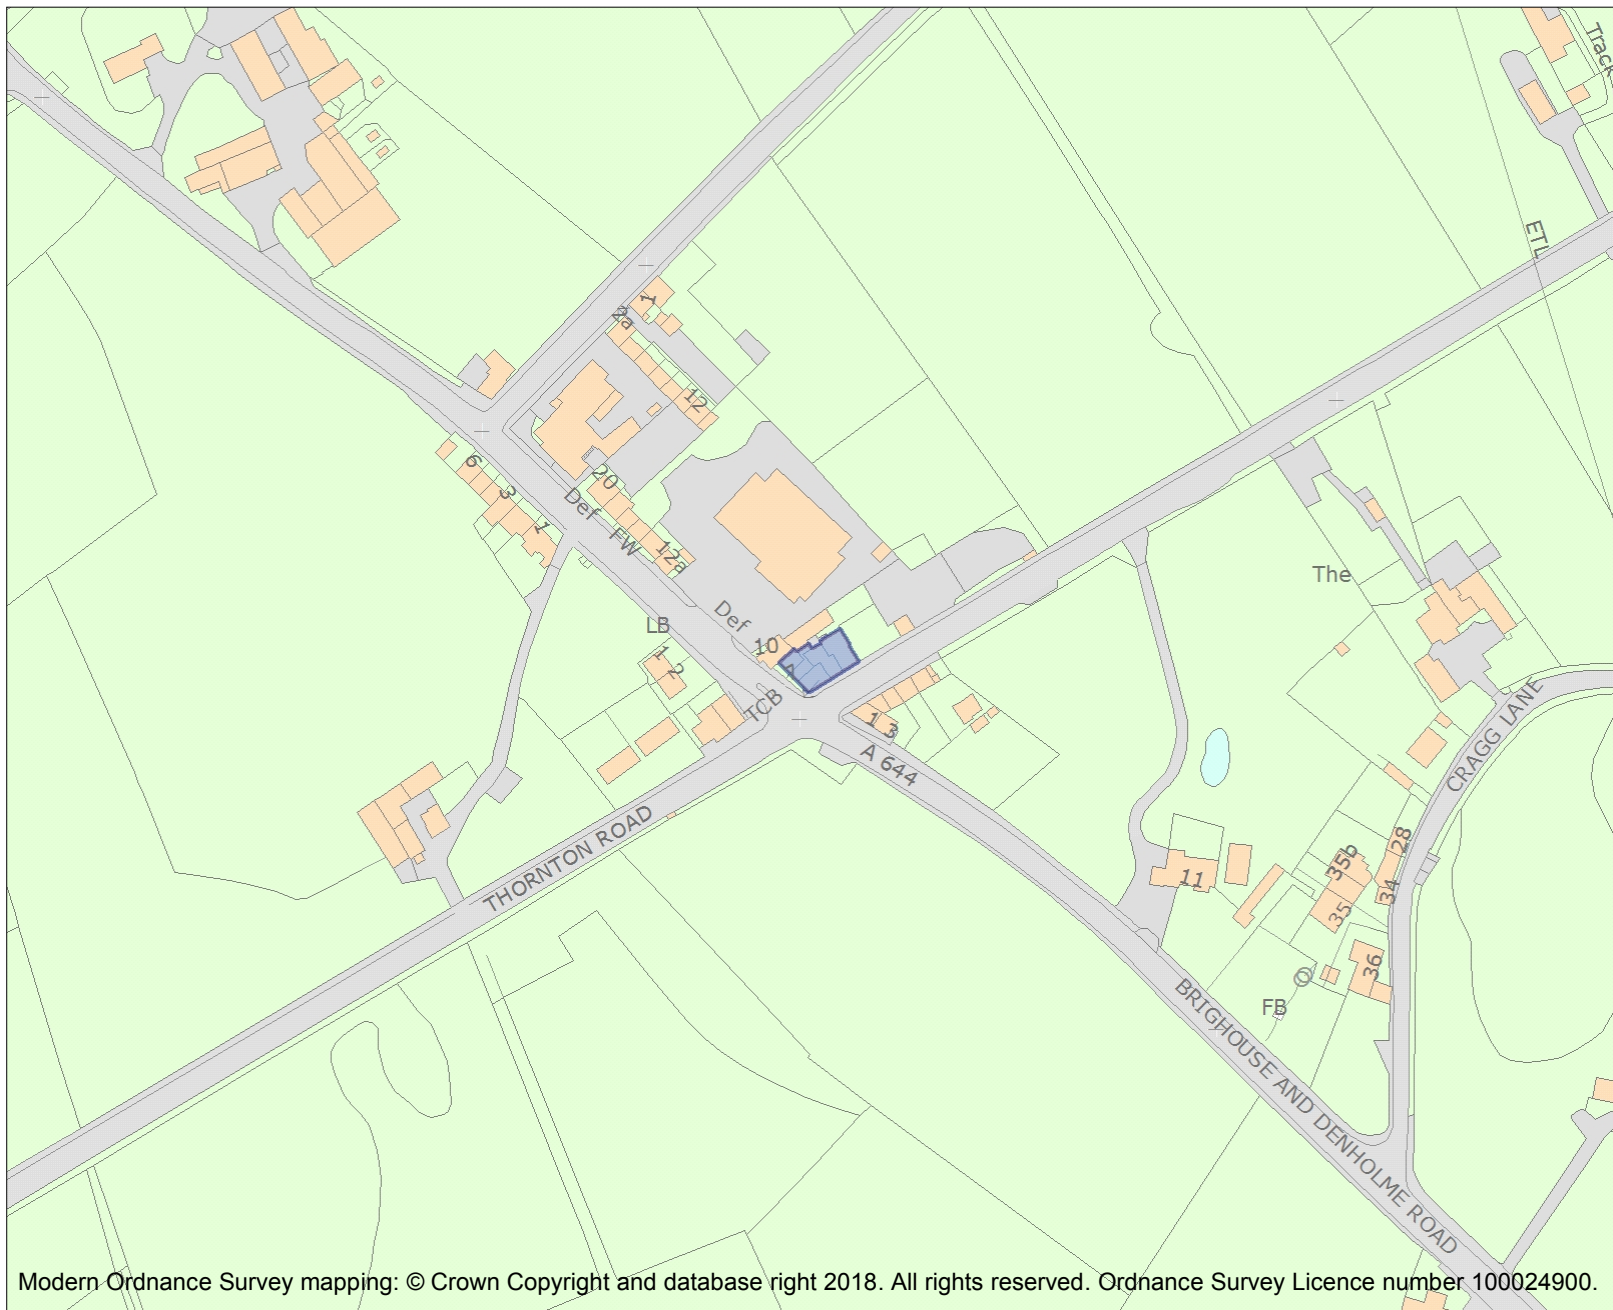 Track
ETL
1
2a
12
6
3
1
20
Def
FW
12a
The
Def
LB
10
7
1
2
TCB
1 3
A 644
CRAGG LANE
THORNTON ROAD
28
35b
34
35
11
36
FB
BRIGHOUSE AND DENHOLME ROAD
Modern Ordnance Survey mapping: © Crown Copyright and database right 2018. All rights reserved. Ordnance Survey Licence number 100024900.